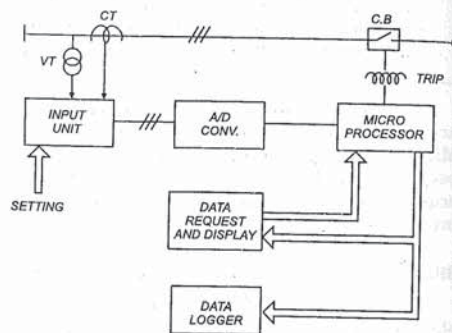 CT
C.B
VT
TRIP
INPUT
UNIT
A/D
CONV.
MICRO
PROCESSOR
SETTING
DATA
REQUEST
AND DISPLAY
DATA
LOGGER